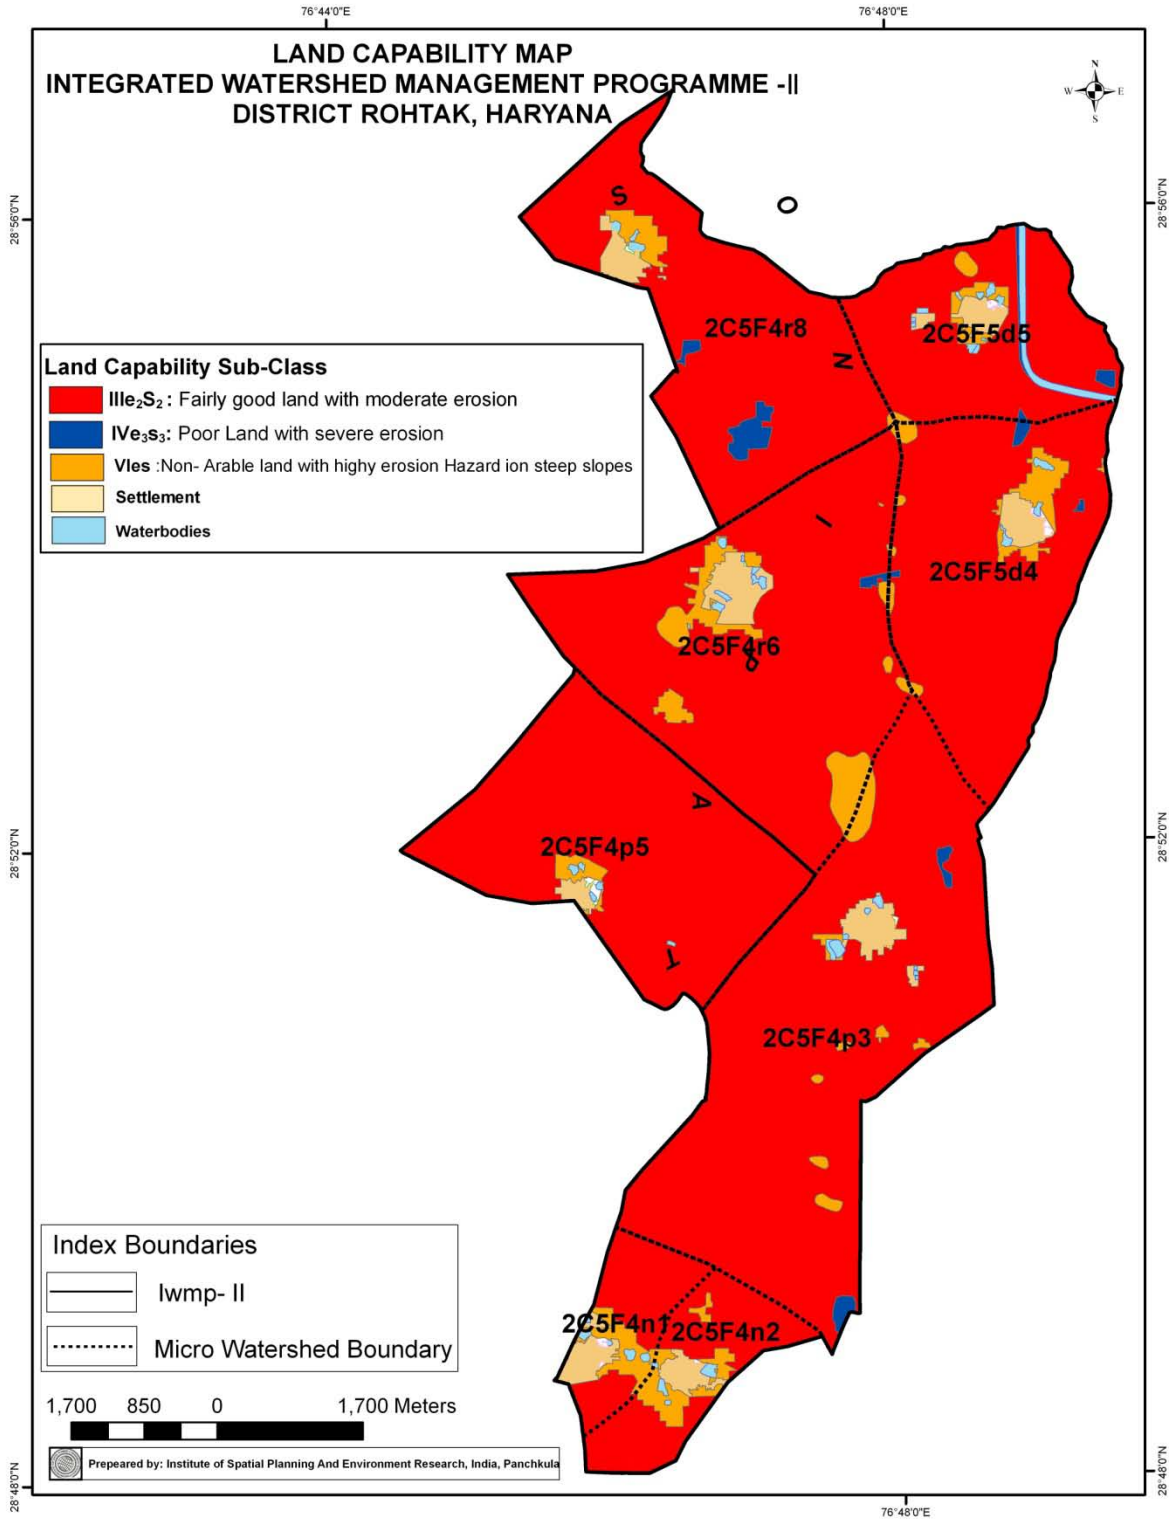 76°44'0"E
76°48'0"E
LAND CAPABILITY MAP
INTEGRATED WATERSHED MANAGEMENT PROGRAMME -II
DISTRICT ROHTAK, HARYANA
N
W E
S
28°56'0"N
28°56'0"N
S
O
2C5F4r8
2C5F5d5
N
Land Capability Sub-Class
IIIe₂S₂ : Fairly good land with moderate erosion
IVe₃s₃: Poor Land with severe erosion
VIes :Non- Arable land with highy erosion Hazard ion steep slopes
Settlement
Waterbodies
I
2C5F5d4
2C5F4r6
P
A
2C5F4p5
28°52'0"N
28°52'0"N
T
2C5F4p3
Index Boundaries
Iwmp- II
Micro Watershed Boundary
2C5F4n1
2C5F4n2
1,700 850 0 1,700 Meters
Prepeared by: Institute of Spatial Planning And Environment Research, India, Panchkula
28°48'0"N
28°48'0"N
76°48'0"E